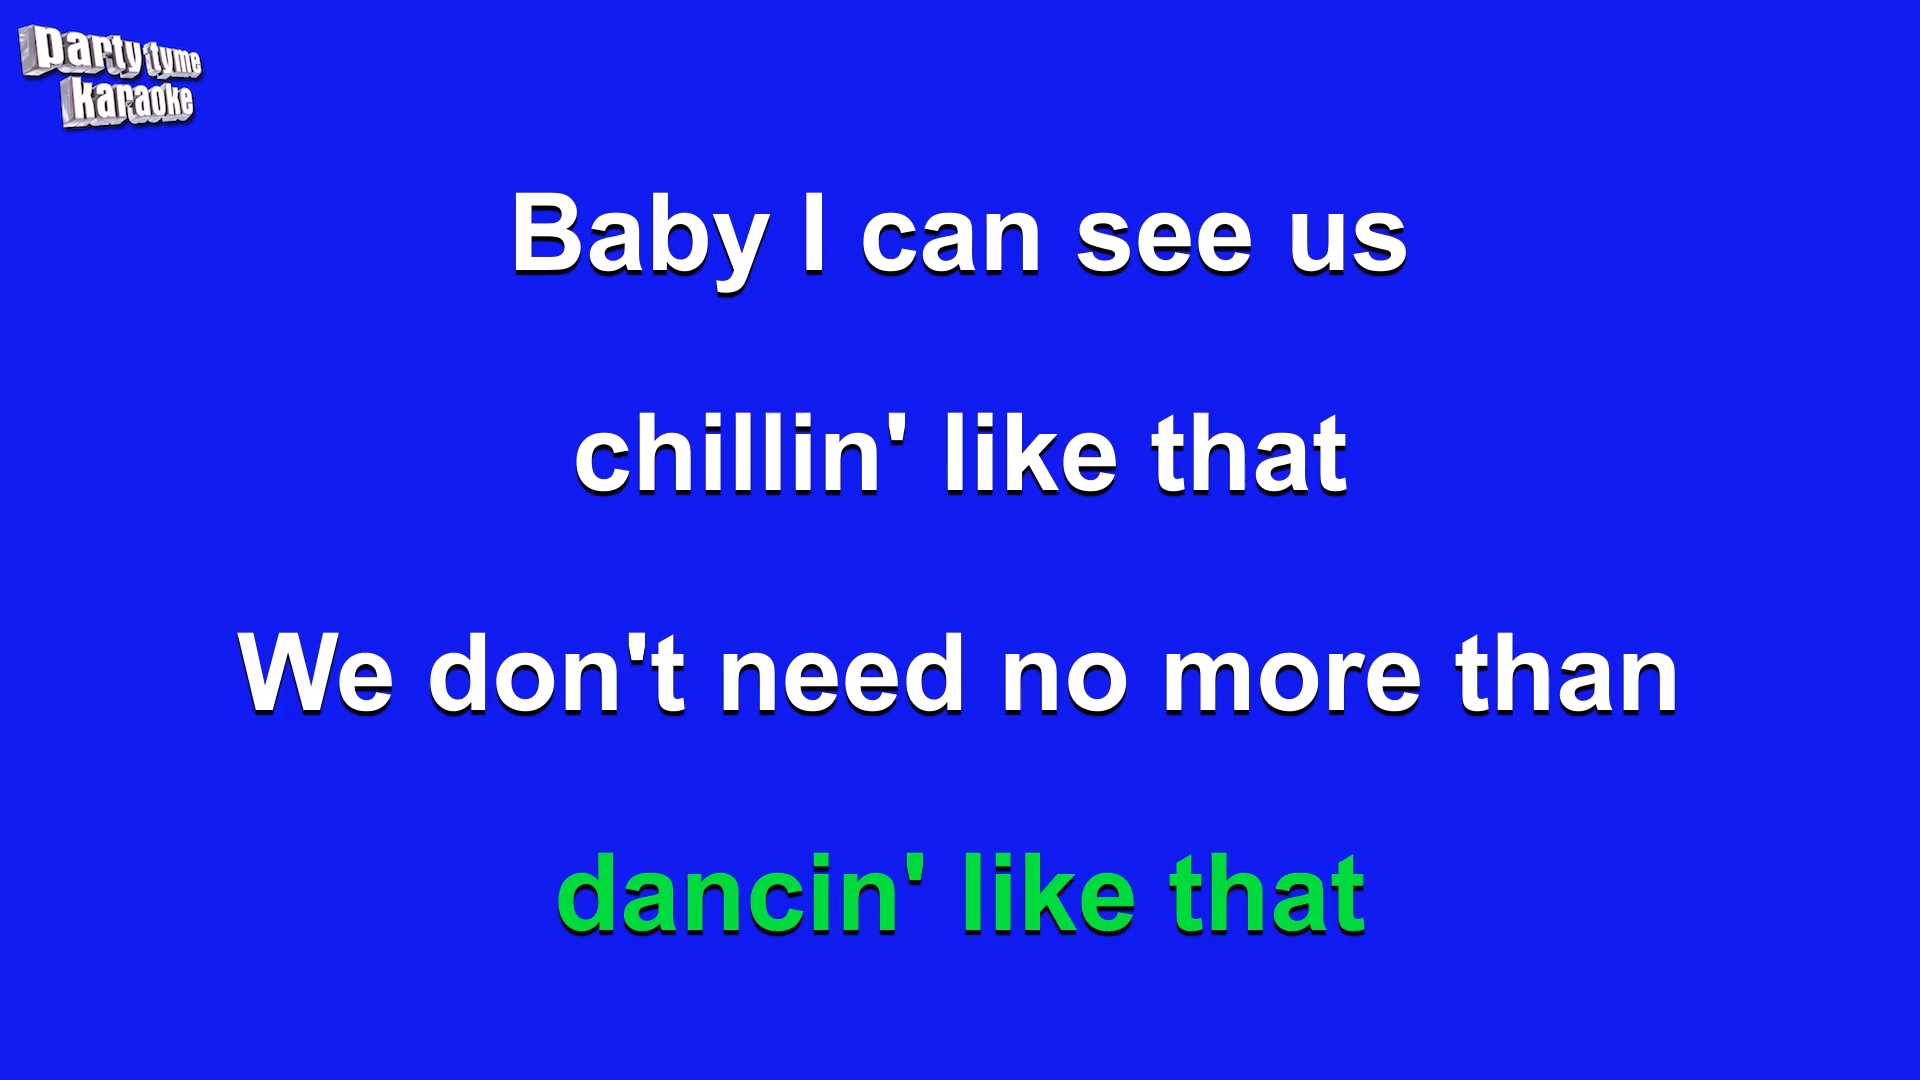 party tyme
karaoke
Baby I can see us
chillin' like that
We don't need no more than
dancin' like that